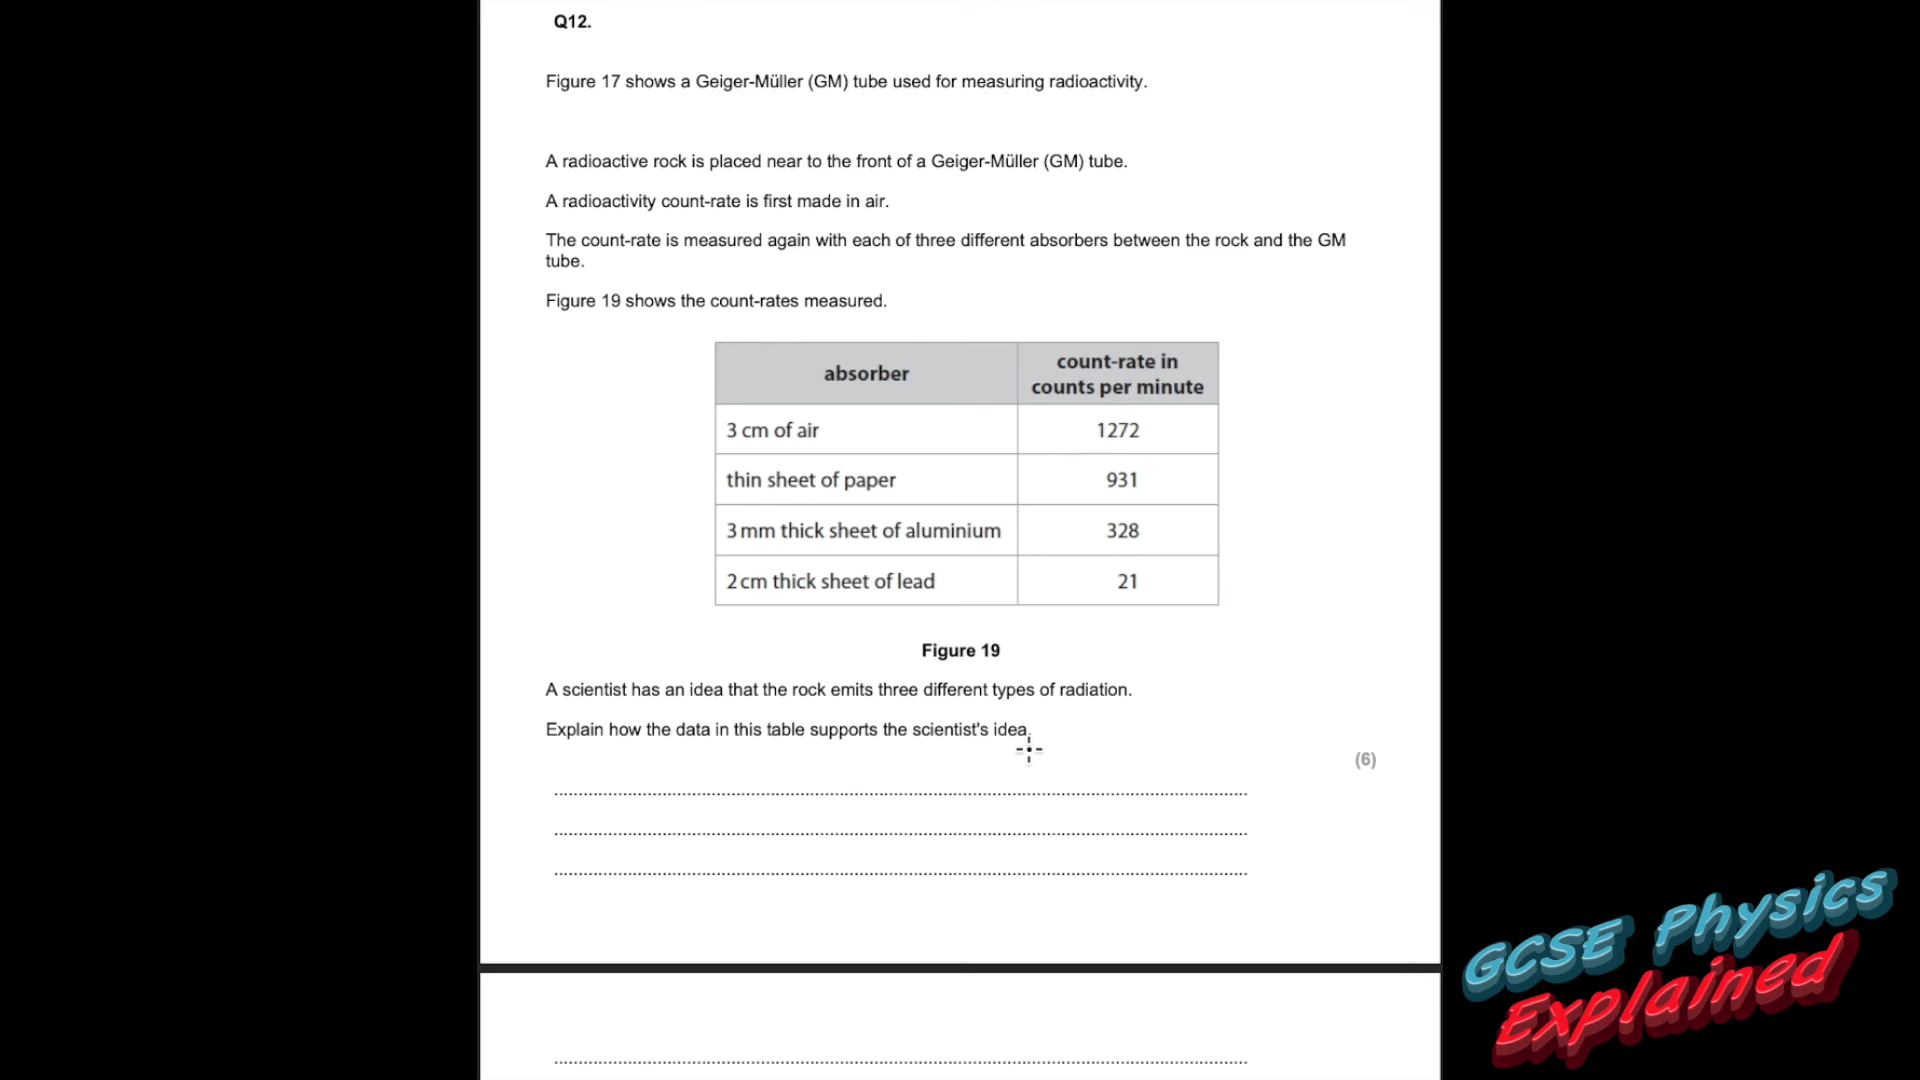 Q12.
Figure 17 shows a Geiger-Müller (GM) tube used for measuring radioactivity.
A radioactive rock is placed near to the front of a Geiger-Müller (GM) tube.
A radioactivity count-rate is first made in air.
The count-rate is measured again with each of three different absorbers between the rock and the GM
tube.
Figure 19 shows the count-rates measured.
absorber count-rate in
counts per minute
3 cm of air 1272
thin sheet of paper 931
3 mm thick sheet of aluminium 328
2 cm thick sheet of lead 21
Figure 19
A scientist has an idea that the rock emits three different types of radiation.
Explain how the data in this table supports the scientist's idea.
(6)
GCSE Physics
Explained